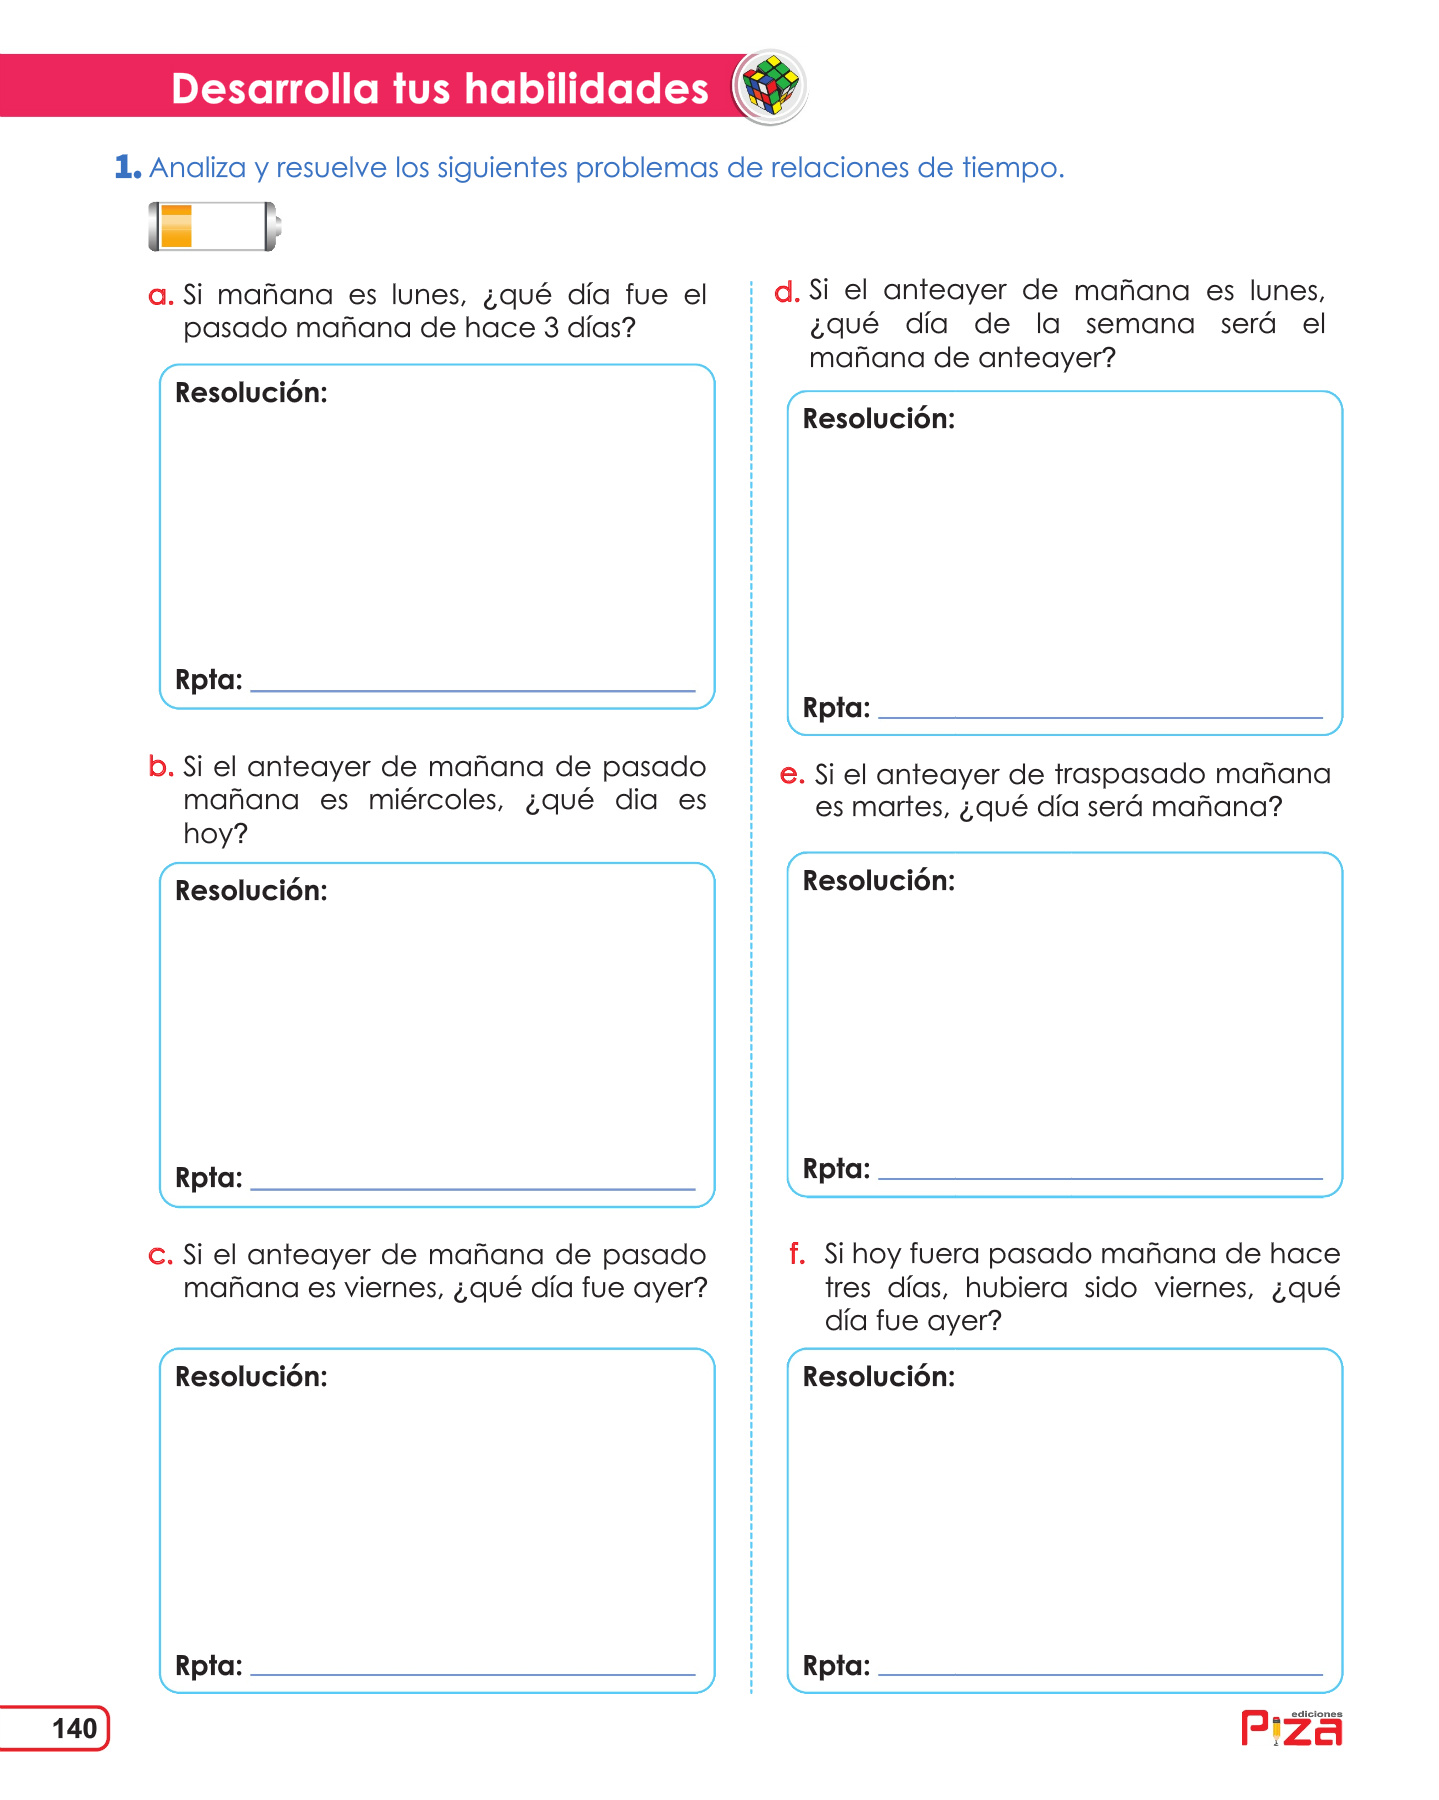 Desarrolla tus habilidades
1. Analiza y resuelve los siguientes problemas de relaciones de tiempo.
a. Si mañana es lunes, ¿qué día fue el
pasado mañana de hace 3 días?
Resolución:
Rpta:
b. Si el anteayer de mañana de pasado
mañana es miércoles, ¿qué dia es
hoy?
Resolución:
Rpta:
c. Si el anteayer de mañana de pasado
mañana es viernes, ¿qué día fue ayer?
Resolución:
Rpta:
d. Si el anteayer de mañana es lunes,
¿qué día de la semana será el
mañana de anteayer?
Resolución:
Rpta:
e. Si el anteayer de traspasado mañana
es martes, ¿qué día será mañana?
Resolución:
Rpta:
f. Si hoy fuera pasado mañana de hace
tres días, hubiera sido viernes, ¿qué
día fue ayer?
Resolución:
Rpta:
140
ediciones
Piza